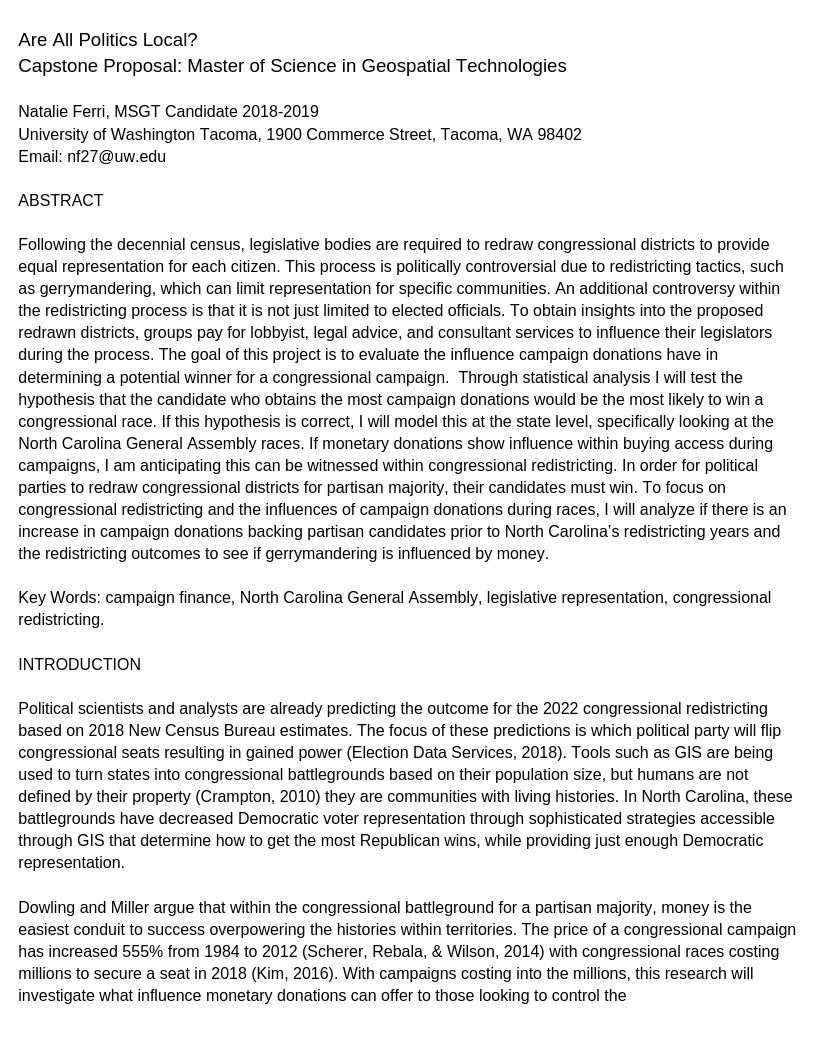 Are All Politics Local?
Capstone Proposal: Master of Science in Geospatial Technologies
Natalie Ferri, MSGT Candidate 2018-2019
University of Washington Tacoma, 1900 Commerce Street, Tacoma, WA 98402
Email: nf27@uw.edu
ABSTRACT
Following the decennial census, legislative bodies are required to redraw congressional districts to provide
equal representation for each citizen. This process is politically controversial due to redistricting tactics, such
as gerrymandering, which can limit representation for specific communities. An additional controversy within
the redistricting process is that it is not just limited to elected officials. To obtain insights into the proposed
redrawn districts, groups pay for lobbyist, legal advice, and consultant services to influence their legislators
during the process. The goal of this project is to evaluate the influence campaign donations have in
determining a potential winner for a congressional campaign.  Through statistical analysis I will test the
hypothesis that the candidate who obtains the most campaign donations would be the most likely to win a
congressional race. If this hypothesis is correct, I will model this at the state level, specifically looking at the
North Carolina General Assembly races. If monetary donations show influence within buying access during
campaigns, I am anticipating this can be witnessed within congressional redistricting. In order for political
parties to redraw congressional districts for partisan majority, their candidates must win. To focus on
congressional redistricting and the influences of campaign donations during races, I will analyze if there is an
increase in campaign donations backing partisan candidates prior to North Carolina’s redistricting years and
the redistricting outcomes to see if gerrymandering is influenced by money.
Key Words: campaign finance, North Carolina General Assembly, legislative representation, congressional
redistricting.
INTRODUCTION
Political scientists and analysts are already predicting the outcome for the 2022 congressional redistricting
based on 2018 New Census Bureau estimates. The focus of these predictions is which political party will flip
congressional seats resulting in gained power (Election Data Services, 2018). Tools such as GIS are being
used to turn states into congressional battlegrounds based on their population size, but humans are not
defined by their property (Crampton, 2010) they are communities with living histories. In North Carolina, these
battlegrounds have decreased Democratic voter representation through sophisticated strategies accessible
through GIS that determine how to get the most Republican wins, while providing just enough Democratic
representation.
Dowling and Miller argue that within the congressional battleground for a partisan majority, money is the
easiest conduit to success overpowering the histories within territories. The price of a congressional campaign
has increased 555% from 1984 to 2012 (Scherer, Rebala, & Wilson, 2014) with congressional races costing
millions to secure a seat in 2018 (Kim, 2016). With campaigns costing into the millions, this research will
investigate what influence monetary donations can offer to those looking to control the